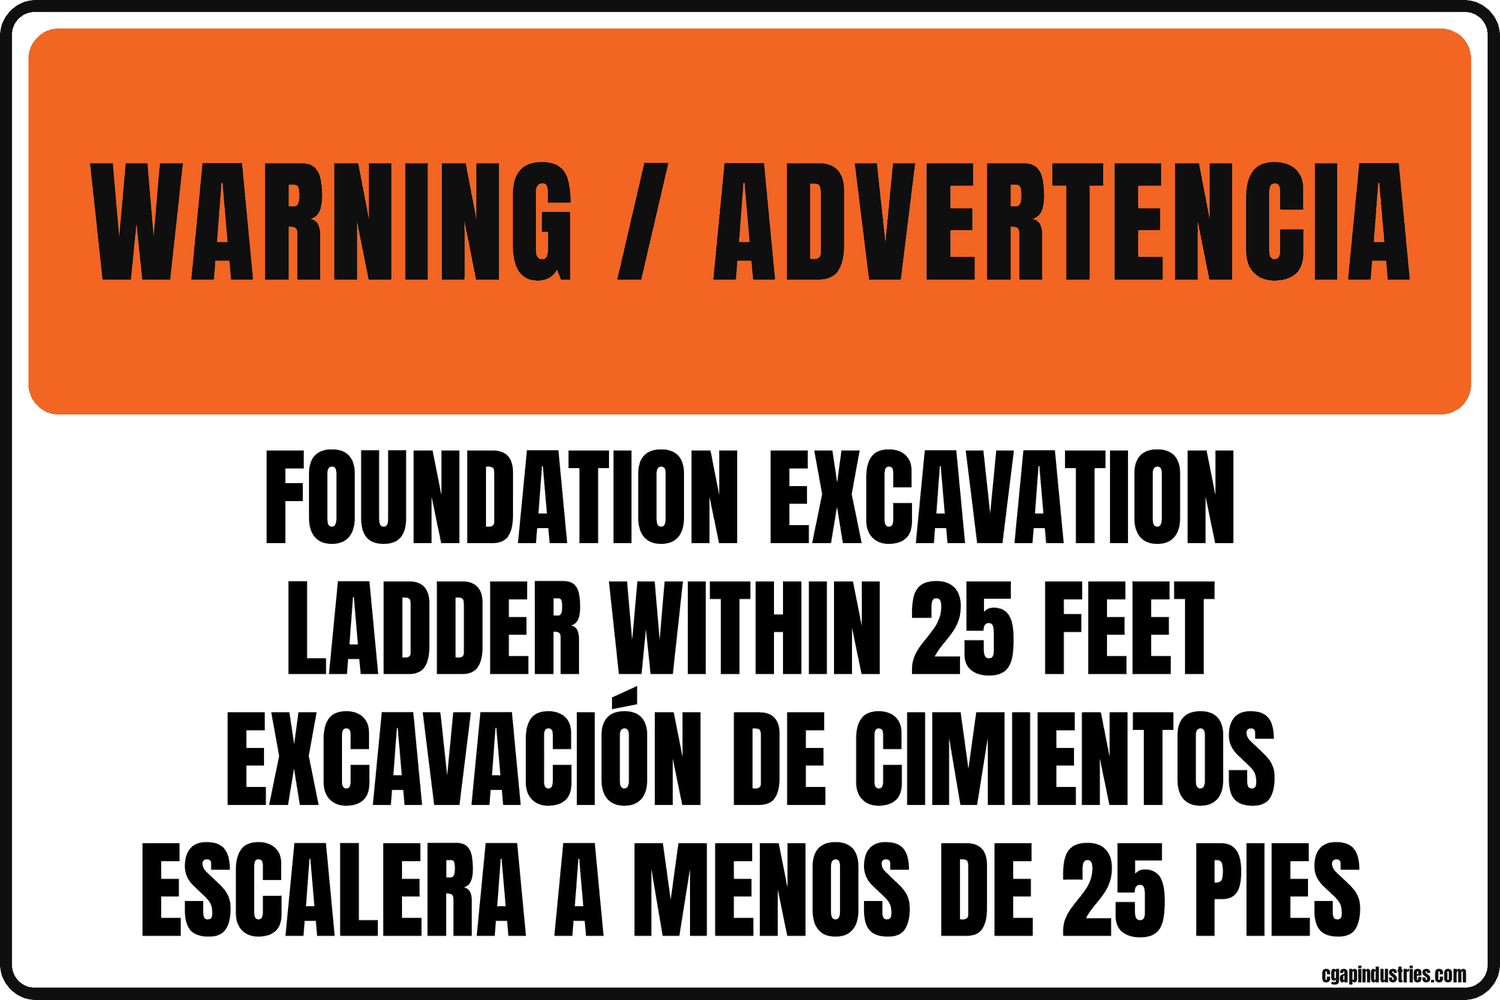 WARNING / ADVERTENCIA
FOUNDATION EXCAVATION
LADDER WITHIN 25 FEET
EXCAVACIÓN DE CIMIENTOS
ESCALERA A MENOS DE 25 PIES
cgapindustries.com